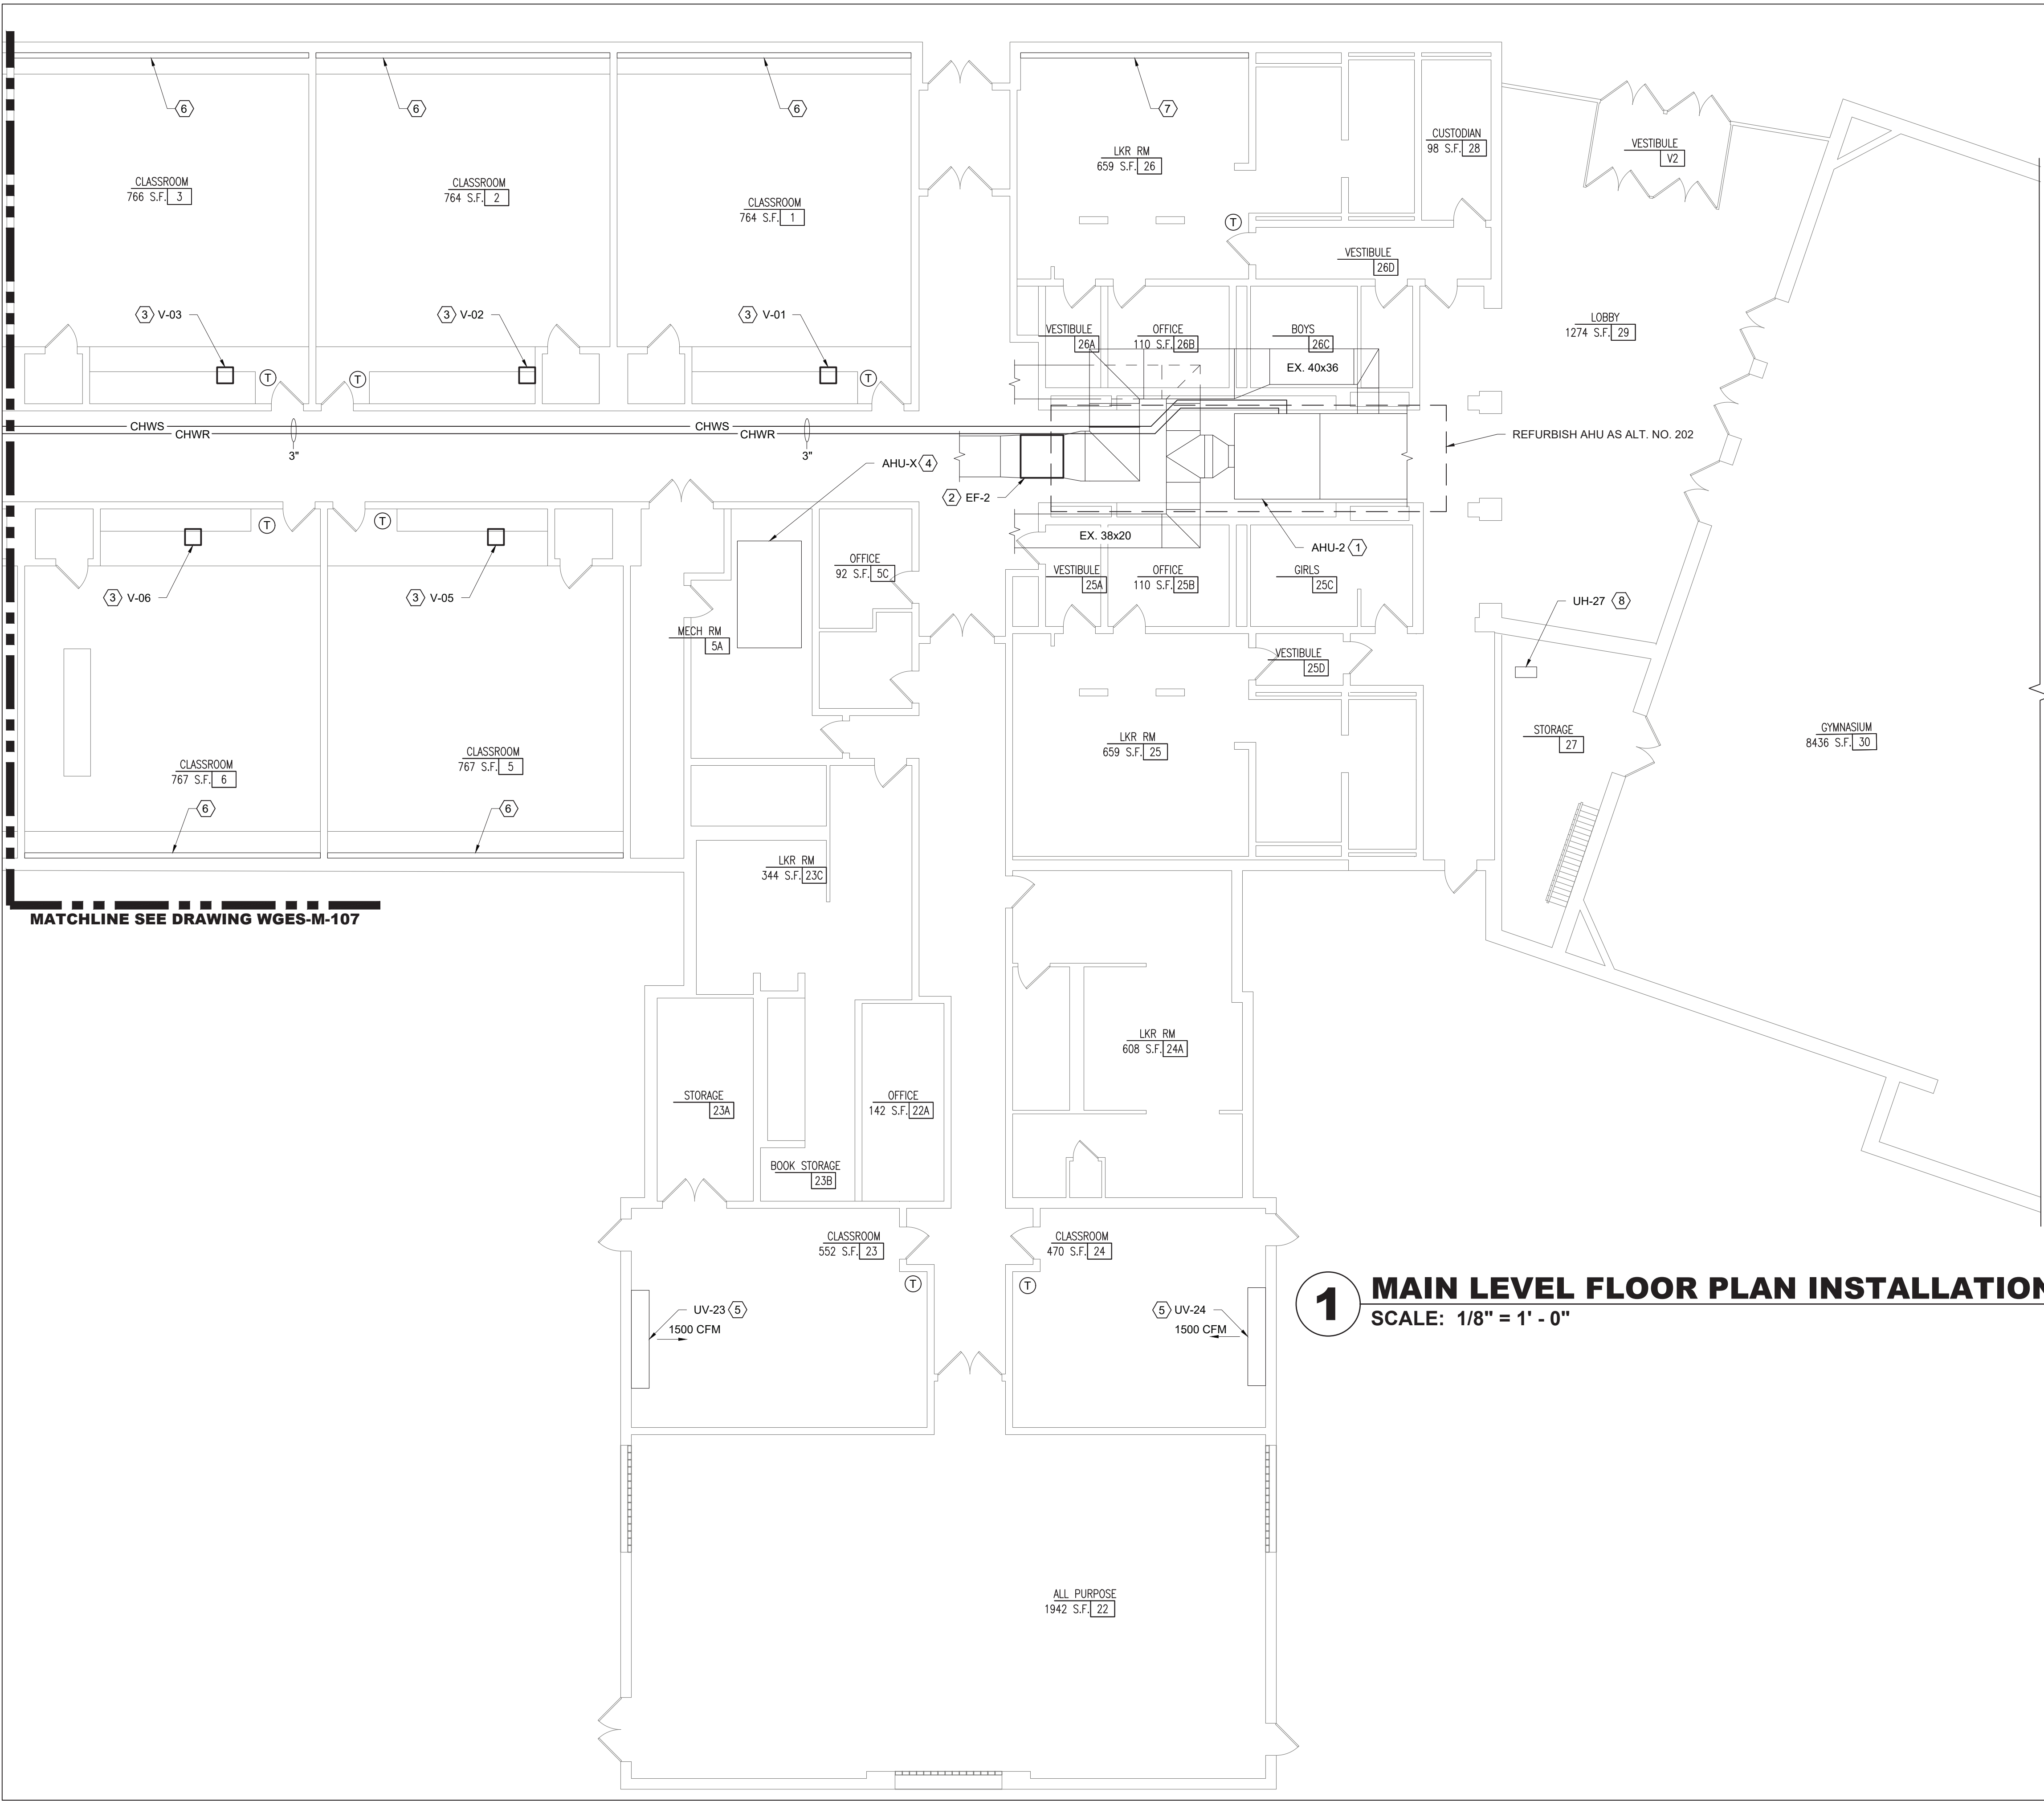 6
6
6
7
CUSTODIAN
98 S.F. 28
VESTIBULE
V2
LKR RM
659 S.F. 26
CLASSROOM
766 S.F. 3
CLASSROOM
764 S.F. 2
CLASSROOM
764 S.F. 1
T
VESTIBULE
26D
3 V-03
3 V-02
3 V-01
VESTIBULE
26A
OFFICE
110 S.F. 26B
BOYS
26C
LOBBY
1274 S.F. 29
EX. 40x36
T
T
T
CHWS
CHWR
CHWS
CHWR
3"
3"
REFURBISH AHU AS ALT. NO. 202
AHU-X 4
2 EF-2
T
T
EX. 38x20
AHU-2 1
OFFICE
92 S.F. 5C
VESTIBULE
25A
OFFICE
110 S.F. 25B
GIRLS
25C
3 V-06
3 V-05
UH-27 8
MECH RM
5A
VESTIBULE
25D
STORAGE
27
GYMNASIUM
8436 S.F. 30
LKR RM
659 S.F. 25
CLASSROOM
767 S.F. 6
CLASSROOM
767 S.F. 5
6
6
LKR RM
344 S.F. 23C
MATCHLINE SEE DRAWING WGES-M-107
LKR RM
608 S.F. 24A
STORAGE
23A
OFFICE
142 S.F. 22A
BOOK STORAGE
23B
CLASSROOM
552 S.F. 23
CLASSROOM
470 S.F. 24
T
T
UV-23 5
1500 CFM
5 UV-24
1500 CFM
1 MAIN LEVEL FLOOR PLAN INSTALLATION
SCALE: 1/8" = 1' - 0"
ALL PURPOSE
1942 S.F. 22